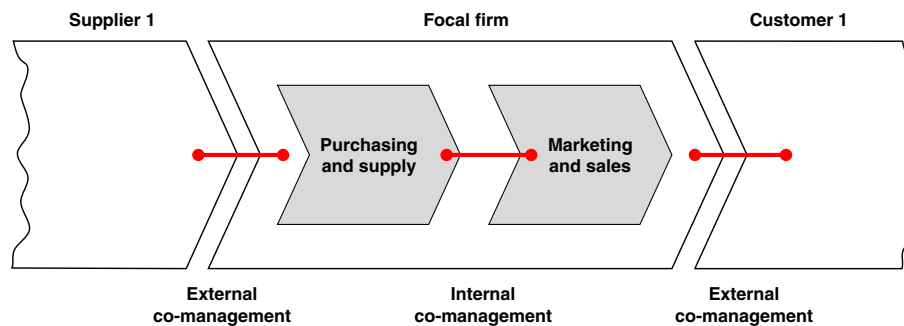 Supplier 1
Focal firm
Customer 1
Purchasing
and supply
Marketing
and sales
External
co-management
Internal
co-management
External
co-management